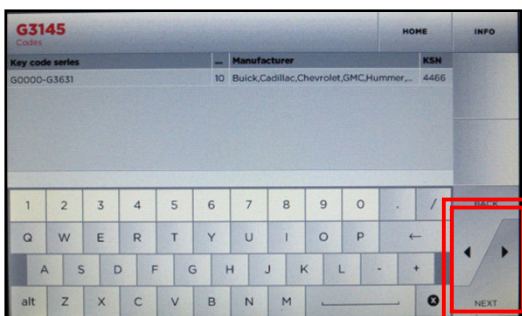 G3145
Codes
HOME
INFO
Key code series ... Manufacturer KSN
G0000-G3631 10 Buick,Cadillac,Chevrolet,GMC,Hummer,... 4466
1 2 3 4 5 6 7 8 9 0 . /
BACK
Q W E R T Y U I O P ←
A S D F G H J K L - +
alt Z X C V B N M
NEXT